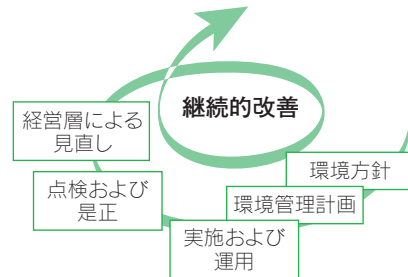 継続的改善
経営層による
見直し
点検および
是正
実施および
運用
環境管理計画
環境方針